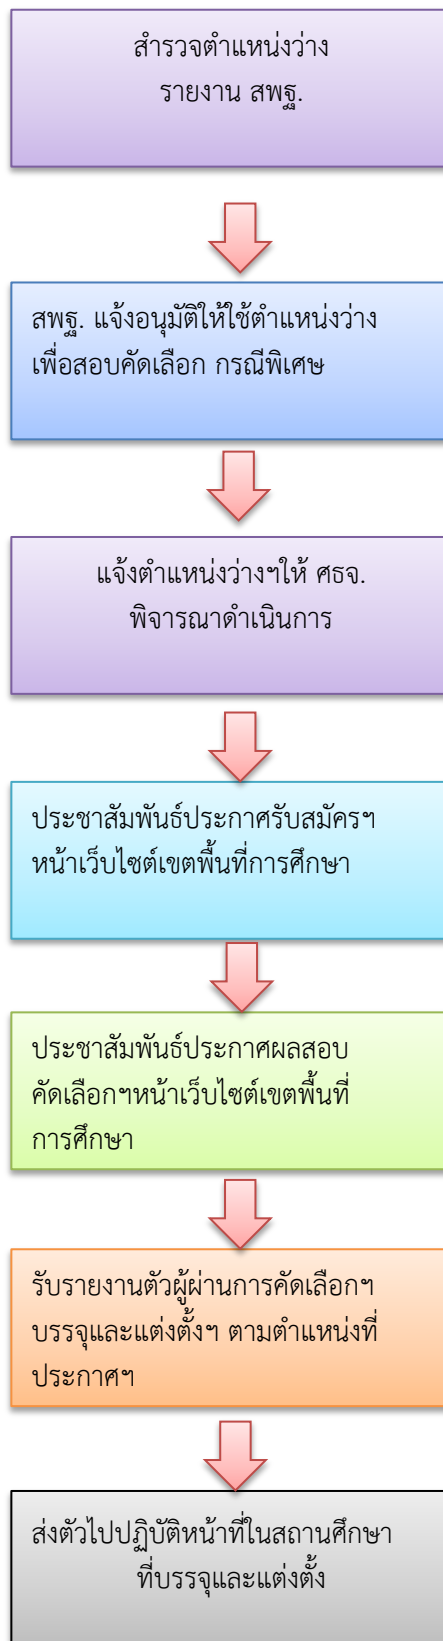 สำรวจตำแหน่งว่าง
รายงาน สพฐ.
สพฐ. แจ้งอนุมัติให้ใช้ตำแหน่งว่าง
เพื่อสอบคัดเลือก กรณีพิเศษ
แจ้งตำแหน่งว่างฯให้ ศธจ.
พิจารณาดำเนินการ
ประชาสัมพันธ์ประกาศรับสมัครฯ
หน้าเว็บไซต์เขตพื้นที่การศึกษา
ประชาสัมพันธ์ประกาศผลสอบ
คัดเลือกฯหน้าเว็บไซต์เขตพื้นที่
การศึกษา
รับรายงานตัวผู้ผ่านการคัดเลือกฯ
บรรจุและแต่งตั้งฯ ตามตำแหน่งที่
ประกาศฯ
ส่งตัวไปปฏิบัติหน้าที่ในสถานศึกษา
ที่บรรจุและแต่งตั้ง